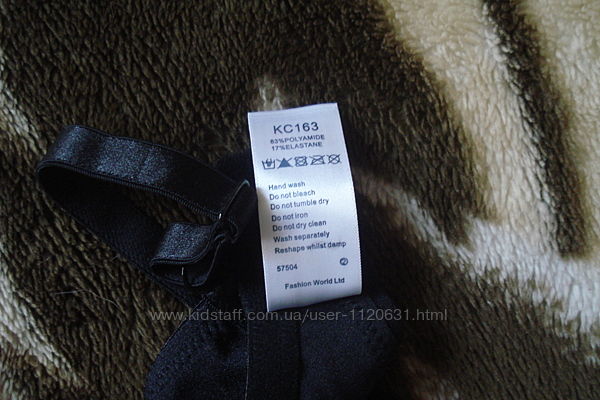 KC163
83%POLYAMIDE
17%ELASTANE
Hand wash
Do not bleach
Do not tumble dry
Do not iron
Do not dry clean
Wash separately
Reshape whilst damp
57504
Fashion World Ltd
www.kidstaff.com.ua/user-1120631.html